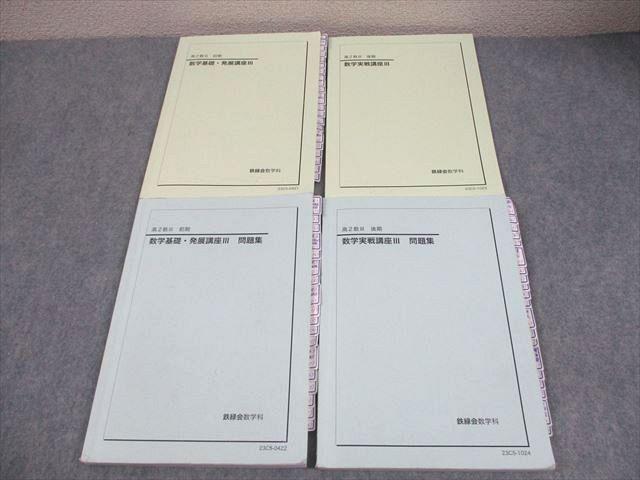 高2数Ⅲ 前期
数学基礎・発展講座Ⅲ
鉄緑会数学科
23CS-0421
高2数Ⅲ 後期
数学実戦講座Ⅲ
鉄緑会数学科
23CS-1023
高2数Ⅲ 前期
数学基礎・発展講座Ⅲ 問題集
鉄緑会数学科
23CS-0422
高2数Ⅲ 後期
数学実戦講座Ⅲ 問題集
鉄緑会数学科
23CS-1024